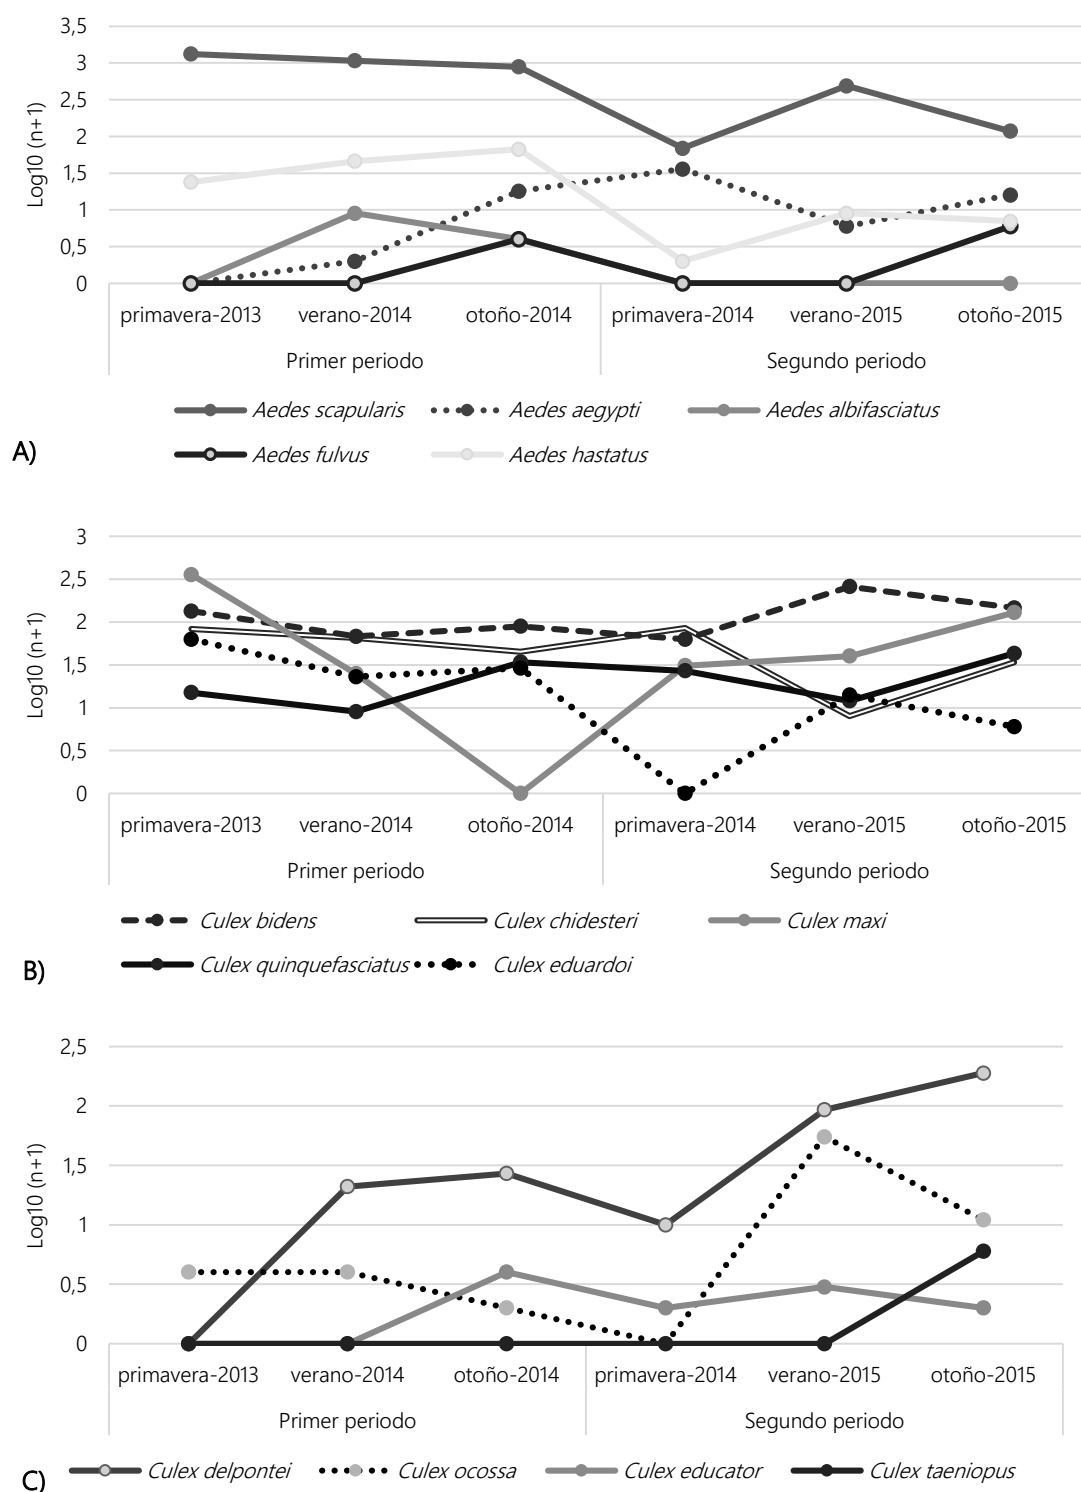 3,5
3
2,5
2
1,5
1
0,5
0
Log10 (n+1)
primavera-2013 verano-2014 otoño-2014 primavera-2014 verano-2015 otoño-2015
Primer periodo Segundo periodo
Aedes scapularis Aedes aegypti Aedes albifasciatus
A)
Aedes fulvus Aedes hastatus
3
2,5
2
1,5
1
0,5
0
Log10 (n+1)
primavera-2013 verano-2014 otoño-2014 primavera-2014 verano-2015 otoño-2015
Primer periodo Segundo periodo
Culex bidens Culex chidesteri Culex maxi
B)
Culex quinquefasciatus Culex eduardoi
2,5
2
1,5
1
0,5
0
Log10 (n+1)
primavera-2013 verano-2014 otoño-2014 primavera-2014 verano-2015 otoño-2015
Primer periodo Segundo periodo
C) Culex delpontei Culex ocossa Culex educator Culex taeniopus